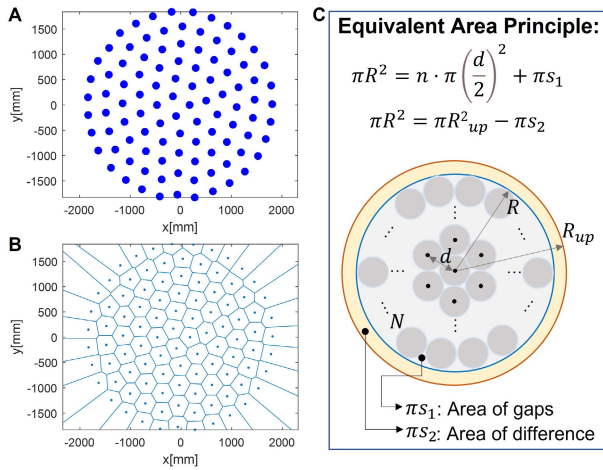 A
1500
1000
500
0
-500
-1000
-1500
y[mm]
-2000 -1000 0 1000 2000
x[mm]
B
1500
1000
500
0
-500
-1000
-1500
y[mm]
-2000 -1000 0 1000 2000
x[mm]
C
Equivalent Area Principle:
πR² = n · π (d/2)² + πs₁
πR² = πR²ᵤₚ − πs₂
R
Rᵤₚ
d
...
...
...
...
...
...
N
πs₁: Area of gaps
πs₂: Area of difference